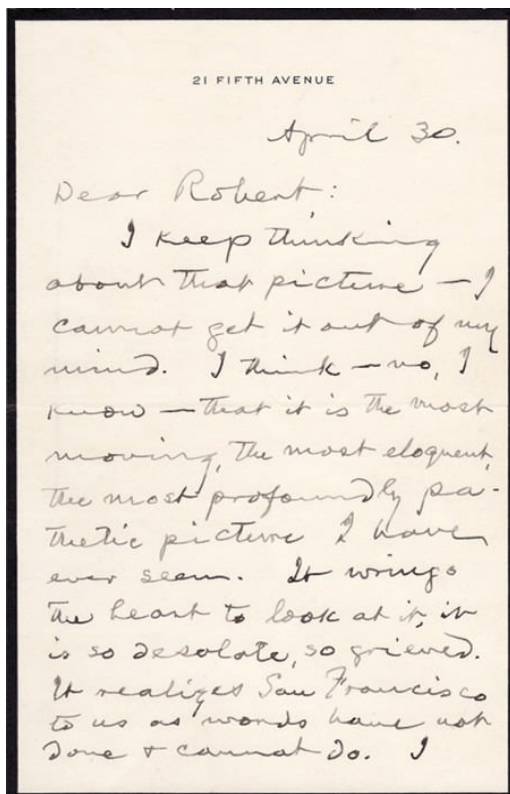 21 FIFTH AVENUE
April 30.
Dear Robert:
I keep thinking
about that picture — I
cannot get it out of my
mind. I think — no, I
know — that it is the most
moving, the most eloquent,
the most profoundly pa-
thetic picture I have
ever seen. It wrings
the heart to look at it, it
is so desolate, so grieved.
It realizes San Francisco
to us as words have not
done & cannot do. I